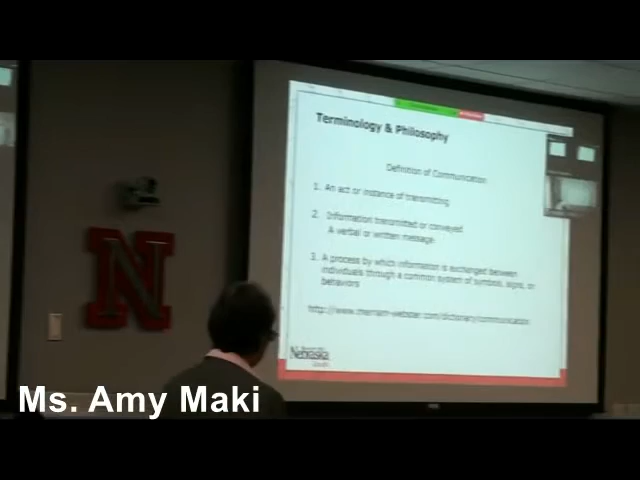 Terminology & Philosophy
Definition of Communication
1. An act or instance of transmitting
2. Information transmitted or conveyed
A verbal or written message
3. A process by which information is exchanged between
individuals through a common system of symbols, signs, or
behaviors
http://www.merriam-webster.com/dictionary/communication
Nebraska
N
Ms. Amy Maki